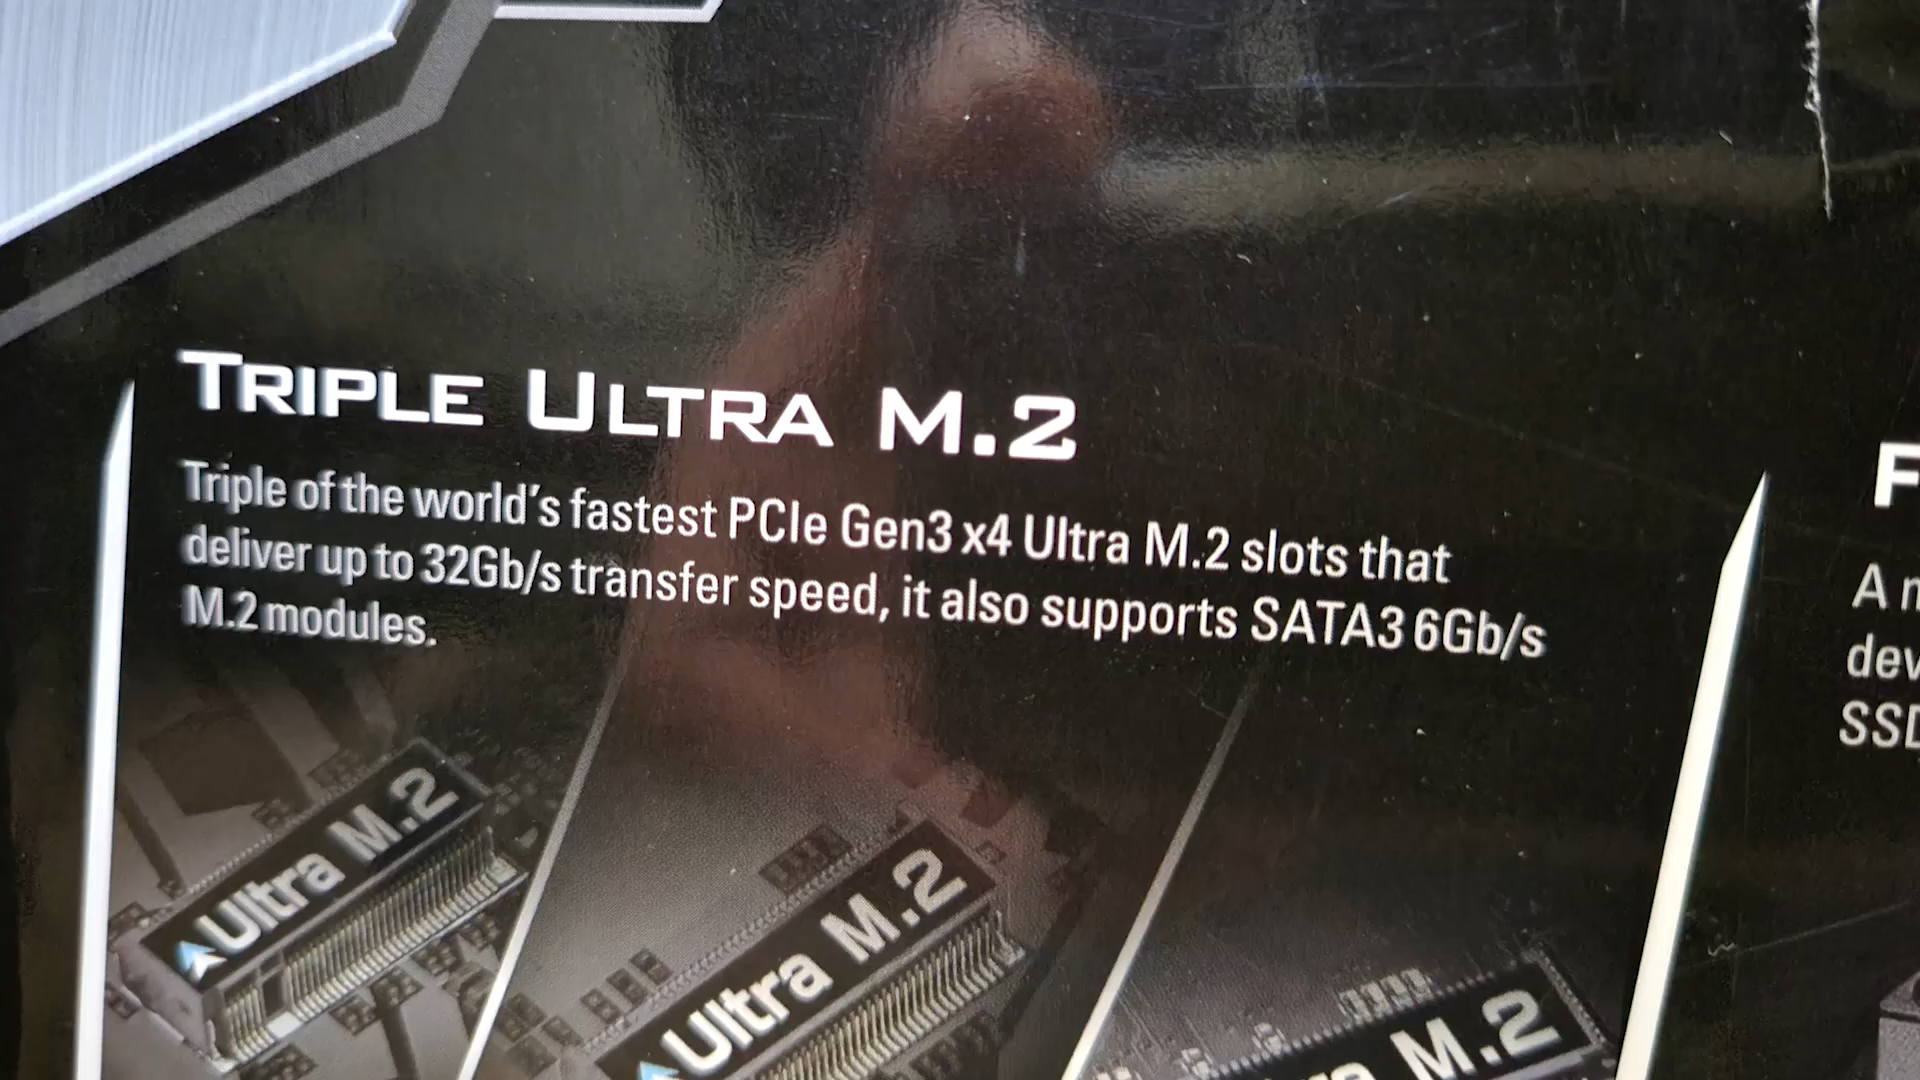 TRIPLE ULTRA M.2
Triple of the world's fastest PCIe Gen3 x4 Ultra M.2 slots that
deliver up to 32Gb/s transfer speed, it also supports SATA3 6Gb/s
M.2 modules.
Ultra M.2
Ultra M.2
M.2
F
A
dev
SSD